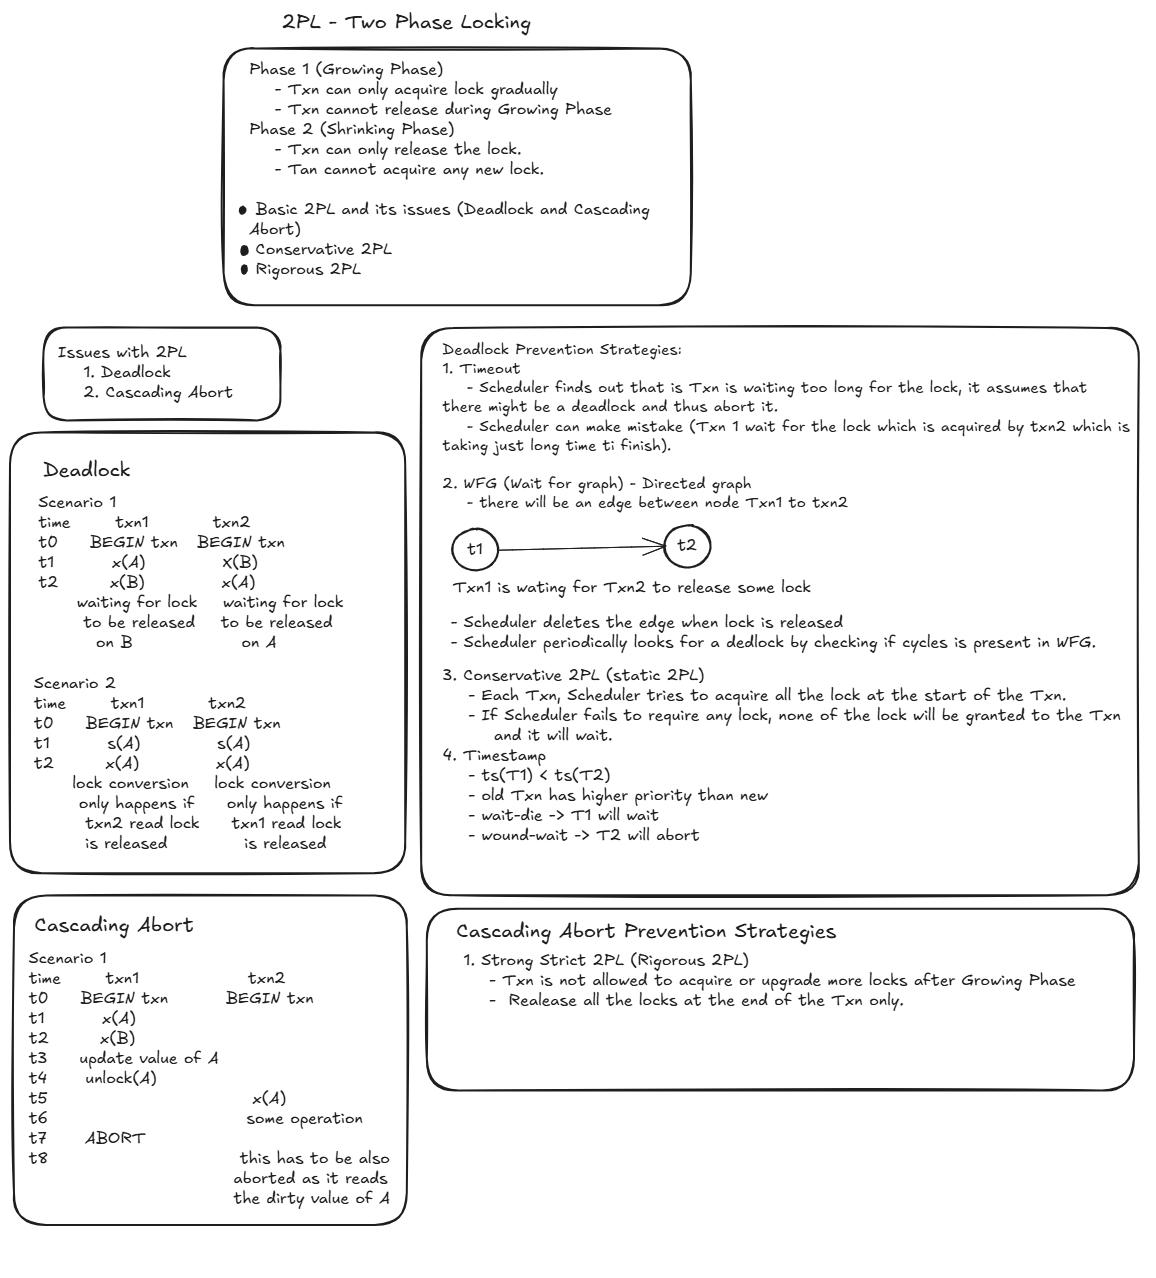 2PL - Two Phase Locking
Phase 1 (Growing Phase)
- Txn can only acquire lock gradually
- Txn cannot release during Growing Phase
Phase 2 (Shrinking Phase)
- Txn can only release the lock.
- Tan cannot acquire any new lock.
● Basic 2PL and its issues (Deadlock and Cascading
Abort)
● Conservative 2PL
● Rigorous 2PL
Issues with 2PL
1. Deadlock
2. Cascading Abort
Deadlock
Scenario 1
time txn1 txn2
t0 BEGIN txn BEGIN txn
t1 x(A) X(B)
t2 x(B) x(A)
waiting for lock waiting for lock
to be released to be released
on B on A
Scenario 2
time txn1 txn2
t0 BEGIN txn BEGIN txn
t1 s(A) s(A)
t2 x(A) x(A)
lock conversion lock conversion
only happens if only happens if
txn2 read lock txn1 read lock
is released is released
Deadlock Prevention Strategies:
1. Timeout
- Scheduler finds out that is Txn is waiting too long for the lock, it assumes that
there might be a deadlock and thus abort it.
- Scheduler can make mistake (Txn 1 wait for the lock which is acquired by txn2 which is
taking just long time ti finish).
2. WFG (Wait for graph) - Directed graph
- there will be an edge between node Txn1 to txn2
t1 t2
Txn1 is wating for Txn2 to release some lock
- Scheduler deletes the edge when lock is released
- Scheduler periodically looks for a dedlock by checking if cycles is present in WFG.
3. Conservative 2PL (static 2PL)
- Each Txn, Scheduler tries to acquire all the lock at the start of the Txn.
- If Scheduler fails to require any lock, none of the lock will be granted to the Txn
and it will wait.
4. Timestamp
- ts(T1) < ts(T2)
- old Txn has higher priority than new
- wait-die -> T1 will wait
- wound-wait -> T2 will abort
Cascading Abort
Scenario 1
time txn1 txn2
t0 BEGIN txn BEGIN txn
t1 x(A)
t2 x(B)
t3 update value of A
t4 unlock(A)
t5 x(A)
t6 some operation
t7 ABORT
t8 this has to be also
aborted as it reads
the dirty value of A
Cascading Abort Prevention Strategies
1. Strong Strict 2PL (Rigorous 2PL)
- Txn is not allowed to acquire or upgrade more locks after Growing Phase
- Realease all the locks at the end of the Txn only.